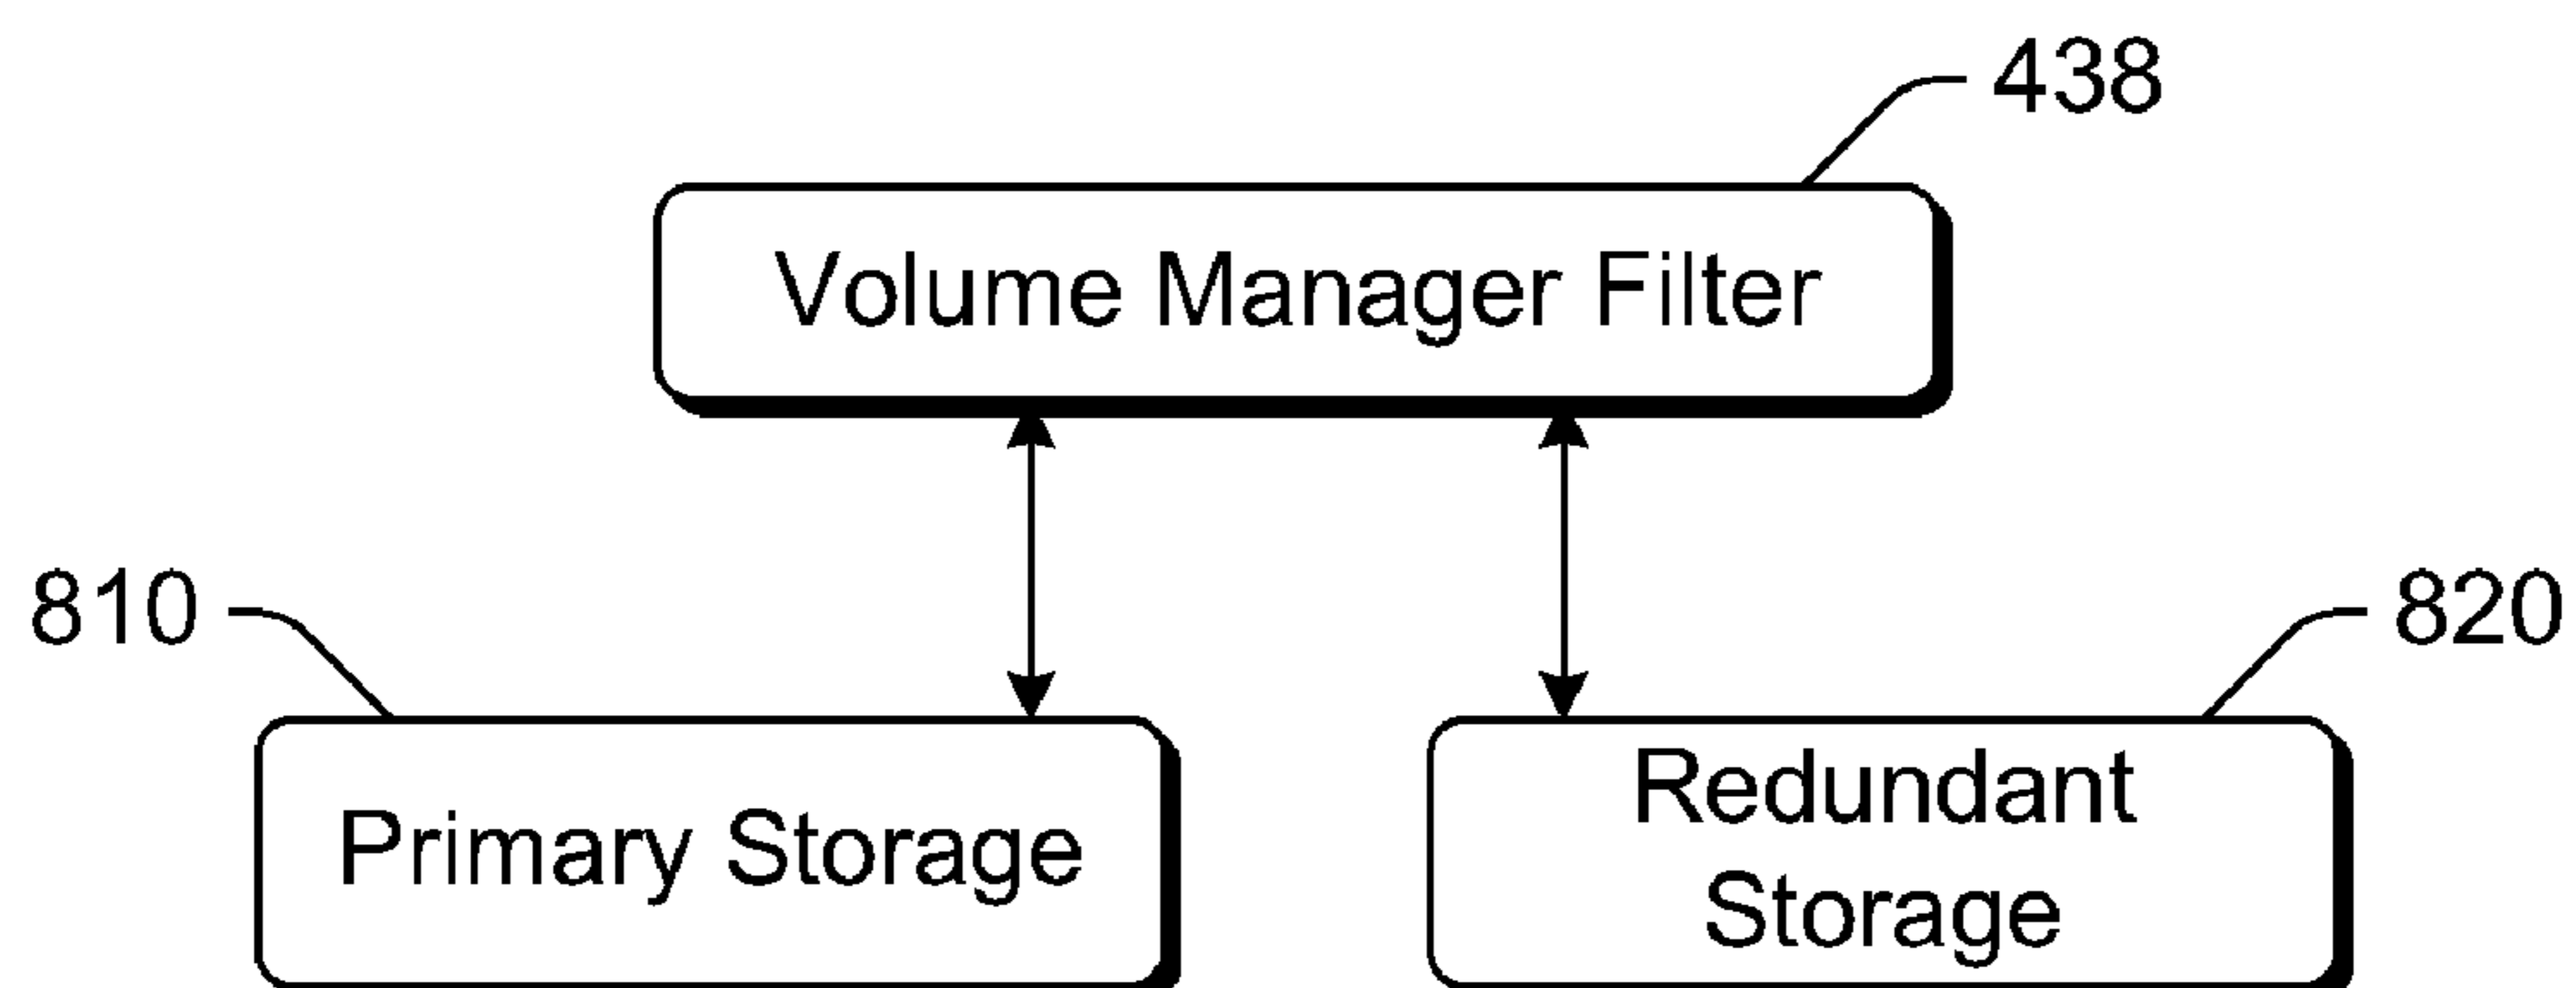 438
Volume Manager Filter
810
820
Primary Storage
Redundant
Storage